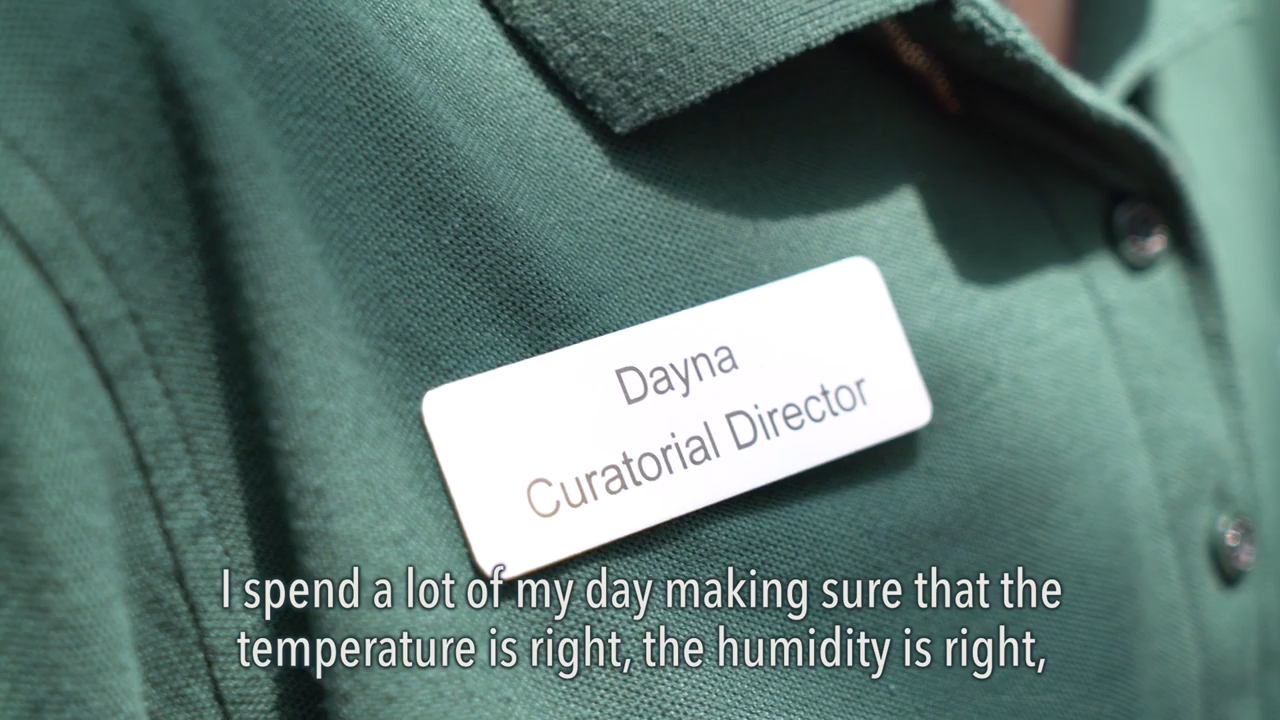 Dayna
Curatorial Director
I spend a lot of my day making sure that the
temperature is right, the humidity is right,